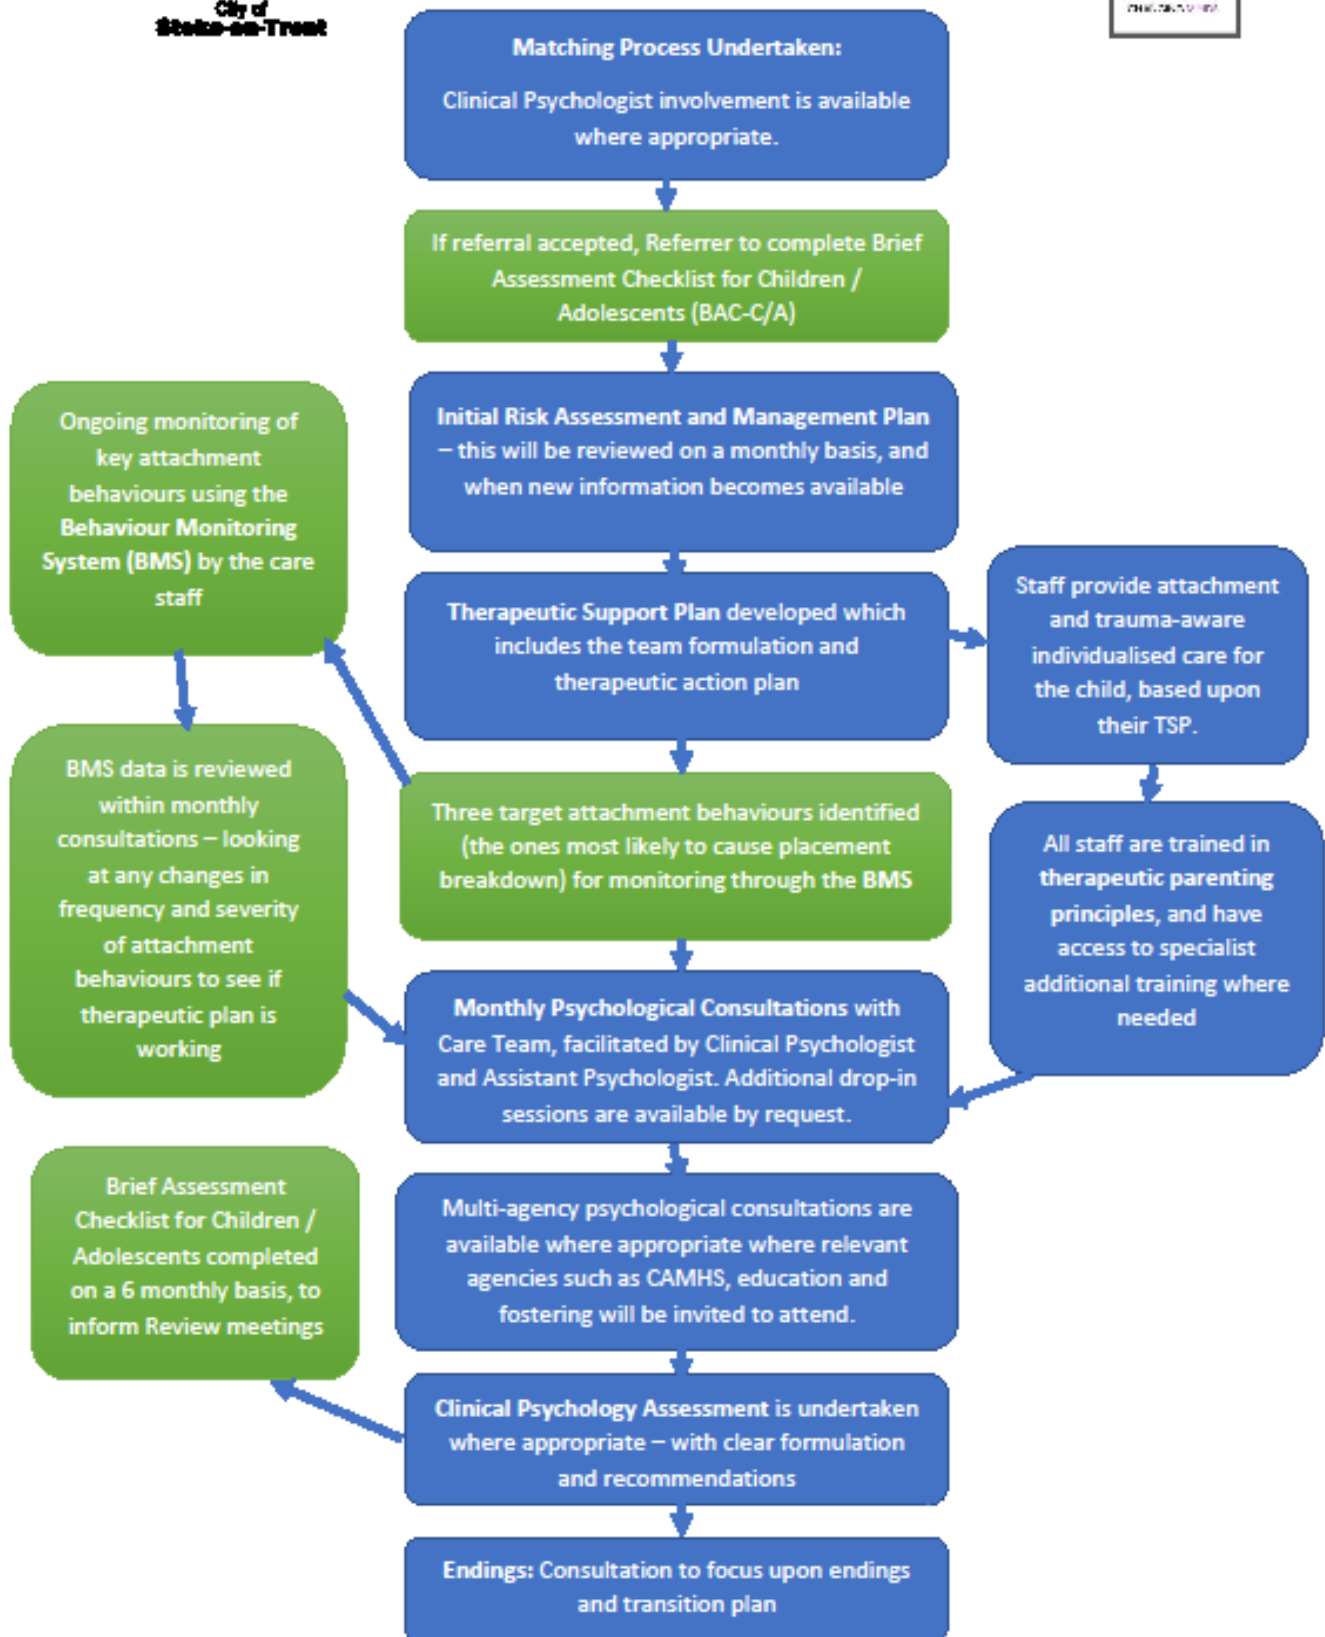 City of
Stoke-on-Trent
Matching Process Undertaken:
Clinical Psychologist involvement is available
where appropriate.
If referral accepted, Referrer to complete Brief
Assessment Checklist for Children /
Adolescents (BAC-C/A)
Initial Risk Assessment and Management Plan
– this will be reviewed on a monthly basis, and
when new information becomes available
Ongoing monitoring of
key attachment
behaviours using the
Behaviour Monitoring
System (BMS) by the care
staff
Therapeutic Support Plan developed which
includes the team formulation and
therapeutic action plan
Staff provide attachment
and trauma-aware
individualised care for
the child, based upon
their TSP.
BMS data is reviewed
within monthly
consultations – looking
at any changes in
frequency and severity
of attachment
behaviours to see if
therapeutic plan is
working
Three target attachment behaviours identified
(the ones most likely to cause placement
breakdown) for monitoring through the BMS
All staff are trained in
therapeutic parenting
principles, and have
access to specialist
additional training where
needed
Monthly Psychological Consultations with
Care Team, facilitated by Clinical Psychologist
and Assistant Psychologist. Additional drop-in
sessions are available by request.
Brief Assessment
Checklist for Children /
Adolescents completed
on a 6 monthly basis, to
inform Review meetings
Multi-agency psychological consultations are
available where appropriate where relevant
agencies such as CAMHS, education and
fostering will be invited to attend.
Clinical Psychology Assessment is undertaken
where appropriate – with clear formulation
and recommendations
Endings: Consultation to focus upon endings
and transition plan